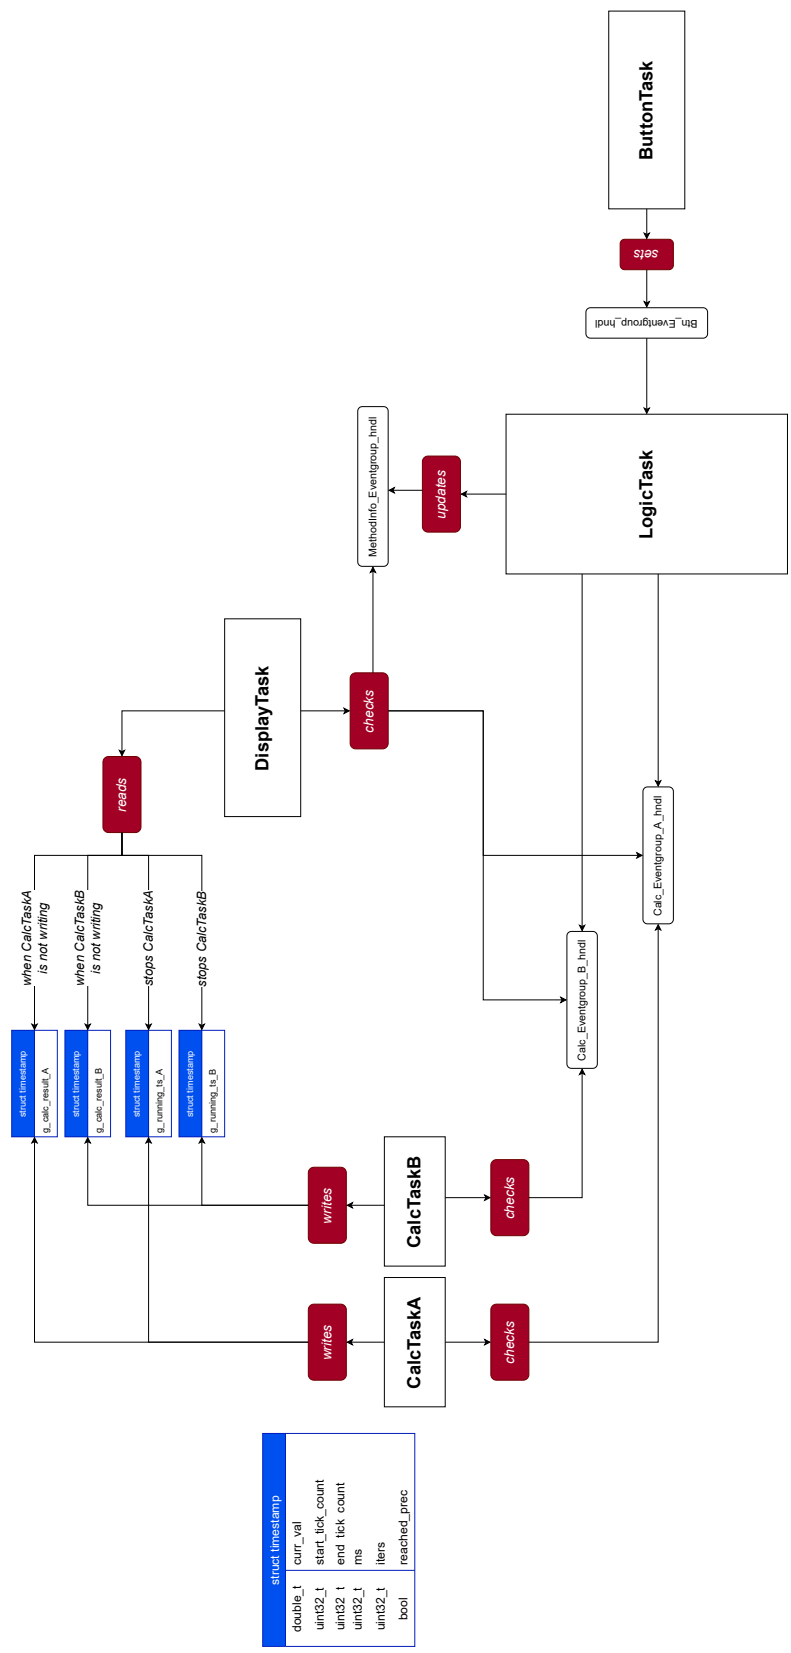 ButtonTask
sets
Btn_Eventgroup_hndl
LogicTask
updates
MethodInfo_Eventgroup_hndl
DisplayTask
checks
reads
when CalcTaskA
is not writing
when CalcTaskB
is not writing
stops CalcTaskA
stops CalcTaskB
struct timestamp
g_calc_result_A
struct timestamp
g_calc_result_B
struct timestamp
g_running_ts_A
struct timestamp
g_running_ts_B
Calc_Eventgroup_A_hndl
Calc_Eventgroup_B_hndl
writes
CalcTaskB
checks
writes
CalcTaskA
checks
struct timestamp
double_t curr_val
uint32_t start_tick_count
uint32_t end_tick_count
uint32_t ms
uint32_t iters
bool reached_prec